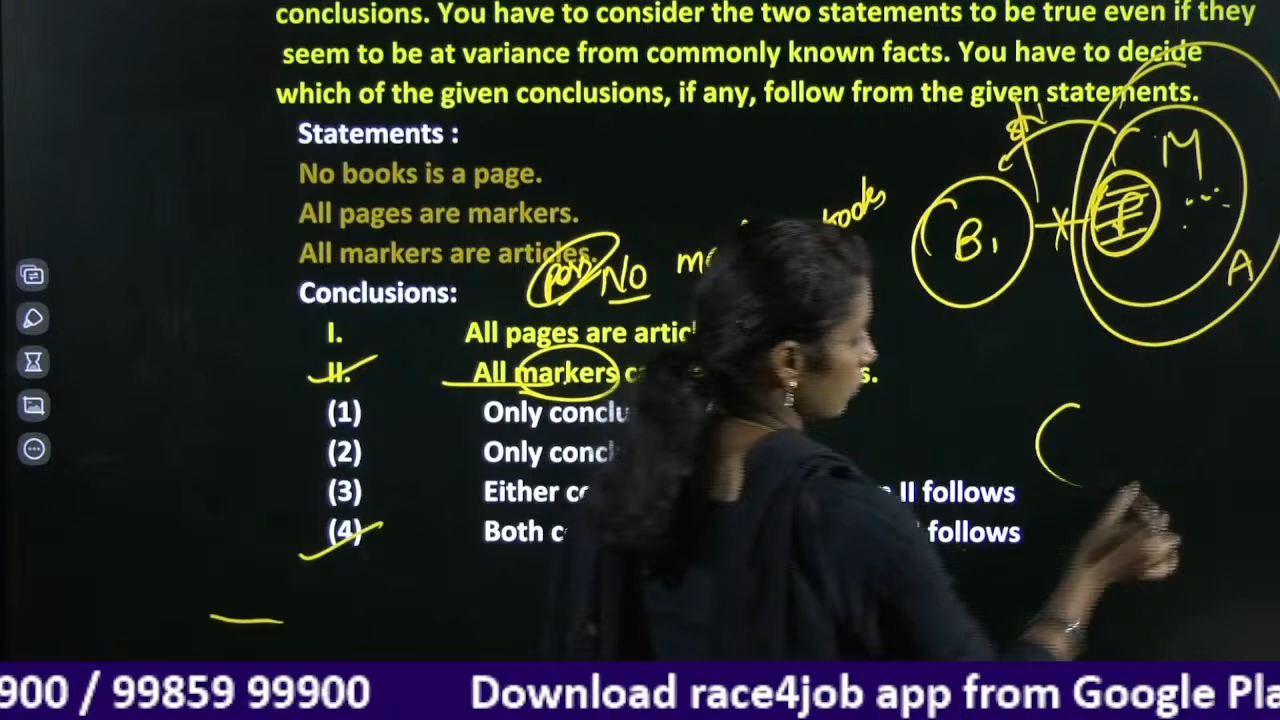 conclusions. You have to consider the two statements to be true even if they
seem to be at variance from commonly known facts. You have to decide
which of the given conclusions, if any, follow from the given statements.
Statements :
No books is a page.
All pages are markers.
All markers are articles.
NO
Conclusions:
I. All pages are artic
II. All markers c s.
(1) Only conclu
(2) Only conc
(3) Either c II follows
(4) Both c follows
B
P
M
A
900 / 99859 99900 Download race4job app from Google Pla